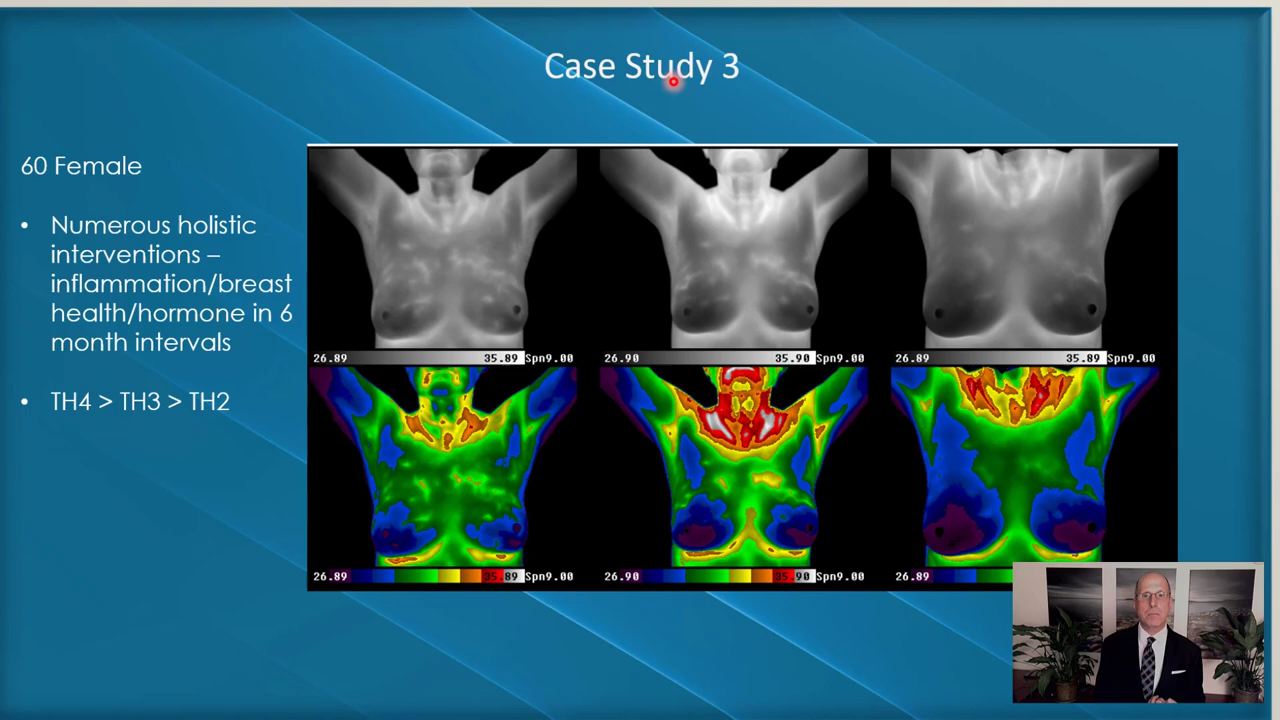 Case Study 3
60 Female
• Numerous holistic
interventions –
inflammation/breast
health/hormone in 6
month intervals
• TH4 > TH3 > TH2
26.89 35.89 Spn9.00
26.90 35.90 Spn9.00
26.89 35.89 Spn9.00
26.89 35.89 Spn9.00
26.90 35.90 Spn9.00
26.89